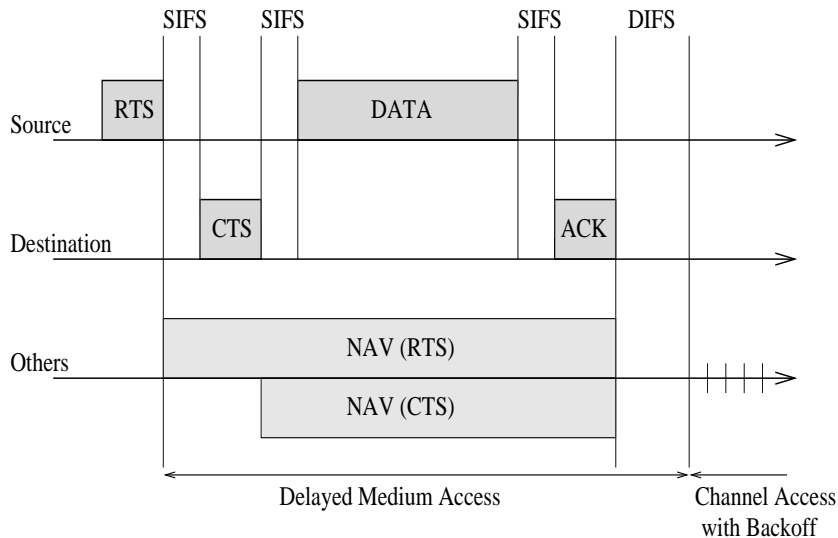 SIFS SIFS SIFS DIFS
RTS DATA
Source
CTS ACK
Destination
NAV (RTS)
Others
NAV (CTS)
Delayed Medium Access Channel Access
with Backoff